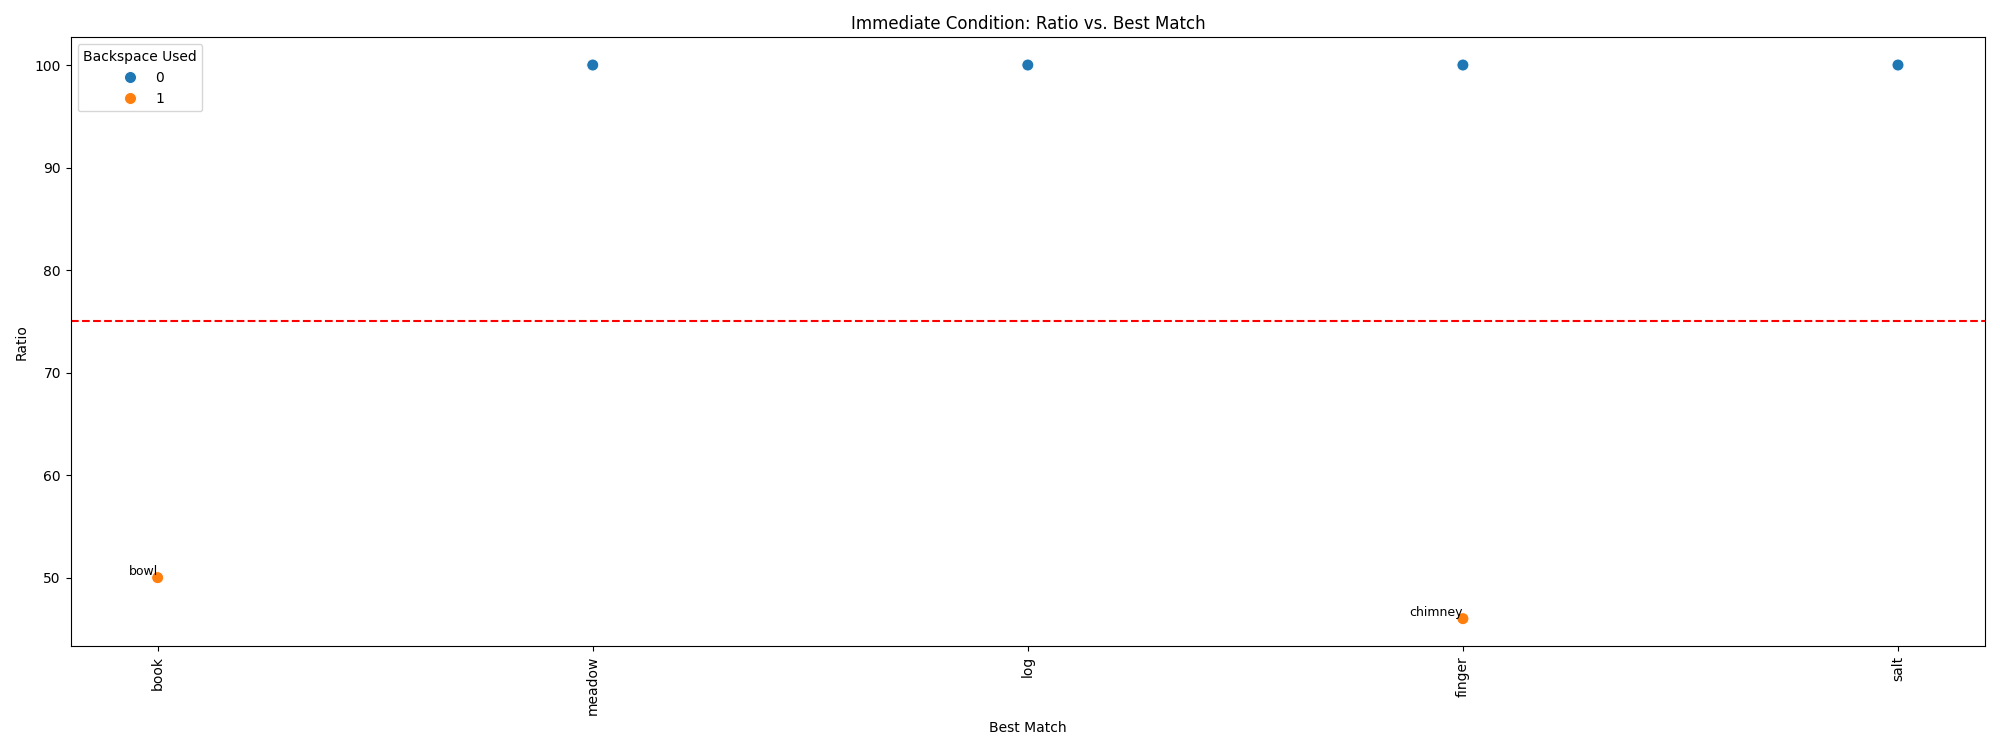 Immediate Condition: Ratio vs. Best Match
Backspace Used
0
1
Ratio
100
90
80
70
60
50
bowl
chimney
book
meadow
log
finger
salt
Best Match